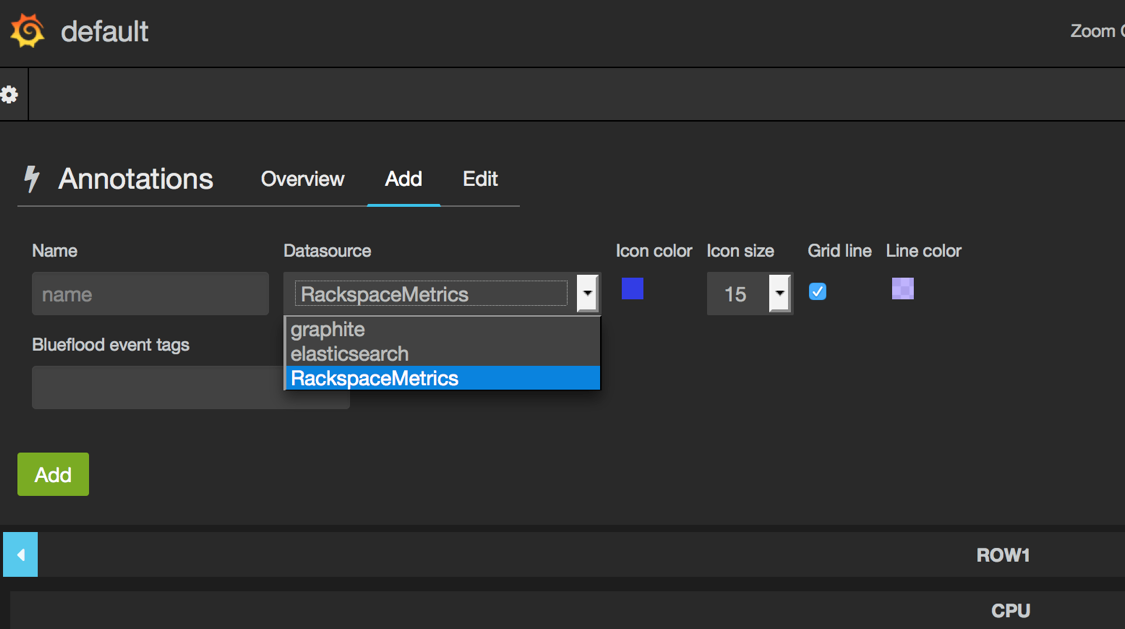 default
Zoom
Annotations Overview Add Edit
Name Datasource Icon color Icon size Grid line Line color
name RackspaceMetrics 15
graphite
Blueflood event tags
elasticsearch
RackspaceMetrics
Add
ROW1
CPU